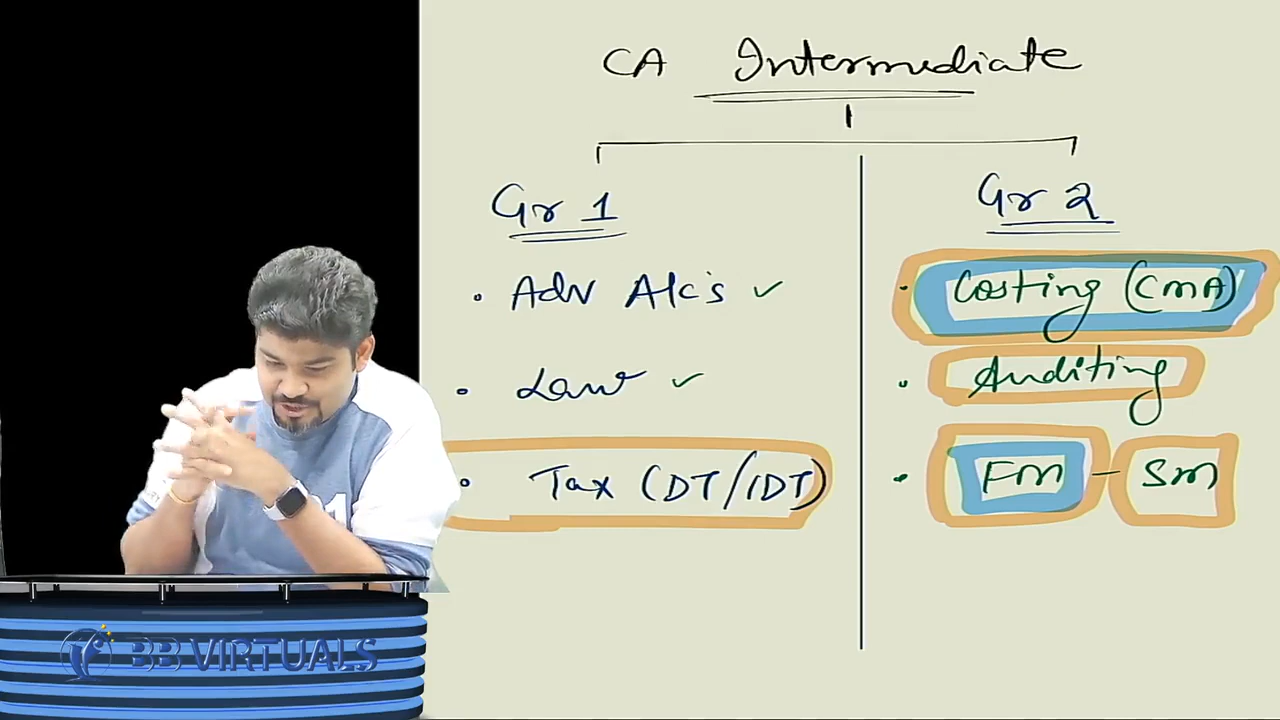 CA Intermediate
Gr 1
• Adv A/c's ✓
• Law ✓
• Tax (DT/IDT)
Gr 2
• Costing (CMA)
• Auditing
• FM - SM
BB VIRTUALS